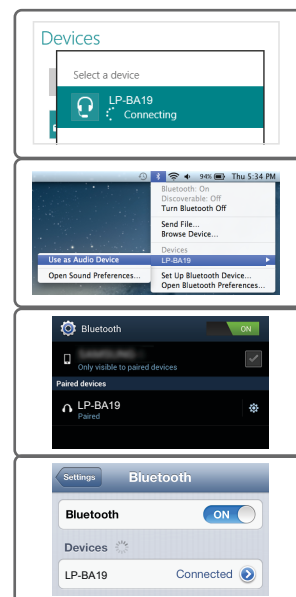 Devices
Select a device
LP-BA19
Connecting
94% Thu 5:34 PM
Bluetooth: On
Discoverable: Off
Turn Bluetooth Off
Send File...
Browse Device...
Devices
Use as Audio Device LP-BA19
Open Sound Preferences... Set Up Bluetooth Device...
Open Bluetooth Preferences...
Bluetooth ON
Only visible to paired devices
Paired devices
LP-BA19
Paired
Settings Bluetooth
Bluetooth ON
Devices
LP-BA19 Connected